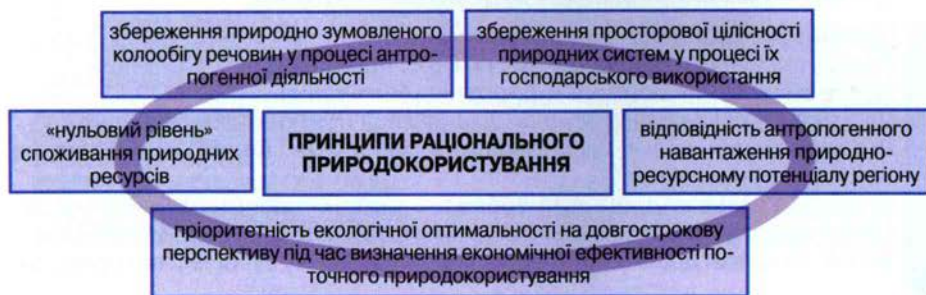 збереження природно зумовленого
колообігу речовин у процесі антро-
погенної діяльності
збереження просторової цілісності
природних систем у процесі їх
господарського використання
«нульовий рівень»
споживання природних
ресурсів
ПРИНЦИПИ РАЦІОНАЛЬНОГО
ПРИРОДОКОРИСТУВАННЯ
відповідність антропогенного
навантаження природно-
ресурсному потенціалу регіону
пріоритетність екологічної оптимальності на довгострокову
перспективу під час визначення економічної ефективності по-
точного природокористування